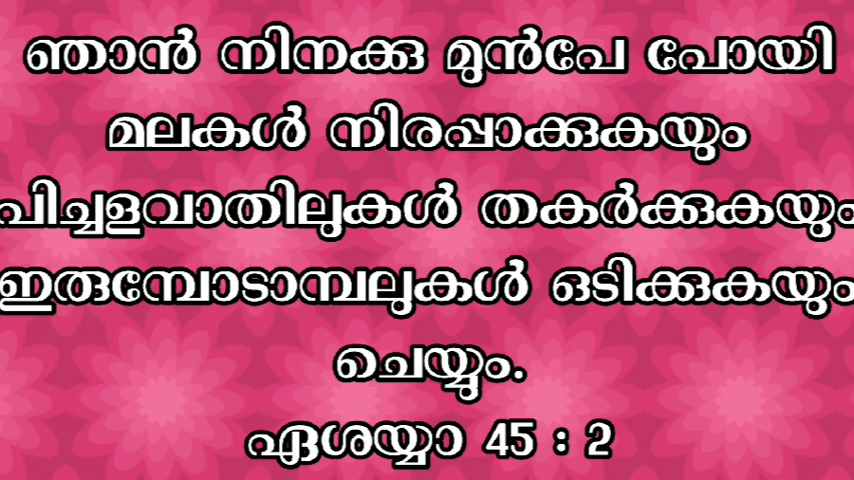 ഞാൻ നിനക്കു മുൻപേ പോയി
മലകൾ നിരപ്പാക്കുകയും
പിച്ചളവാതിലുകൾ തകർക്കുകയും
ഇരുമ്പോടാമ്പലുകൾ ഒടിക്കുകയും
ചെയ്യും.
ഏശയ്യാ 45 : 2